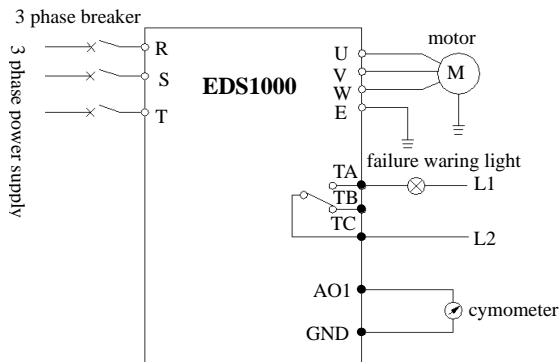 3 phase breaker
3 phase power supply
R
S
T
EDS1000
U
V
W
E
motor
M
failure waring light
TA
L1
TB
TC
L2
AO1
cymometer
GND